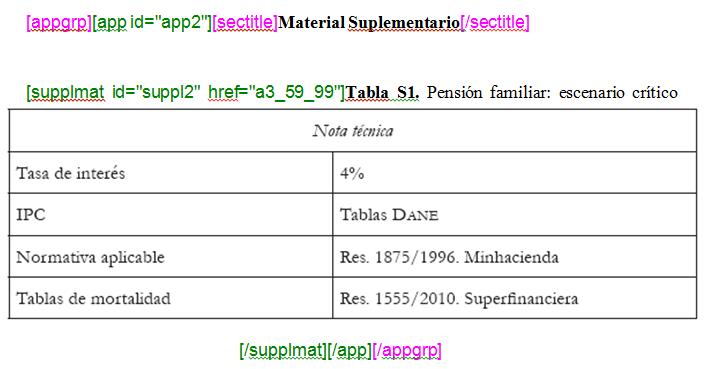 [appgrp][app id="app2"][sectitle]Material Suplementario[/sectitle]
[supplmat id="suppl2" href="a3_59_99"]Tabla S1. Pensión familiar: escenario crítico
Nota técnica
Tasa de interés 4%
IPC Tablas DANE
Normativa aplicable Res. 1875/1996. Minhacienda
Tablas de mortalidad Res. 1555/2010. Superfinanciera
[/supplmat][/app][/appgrp]